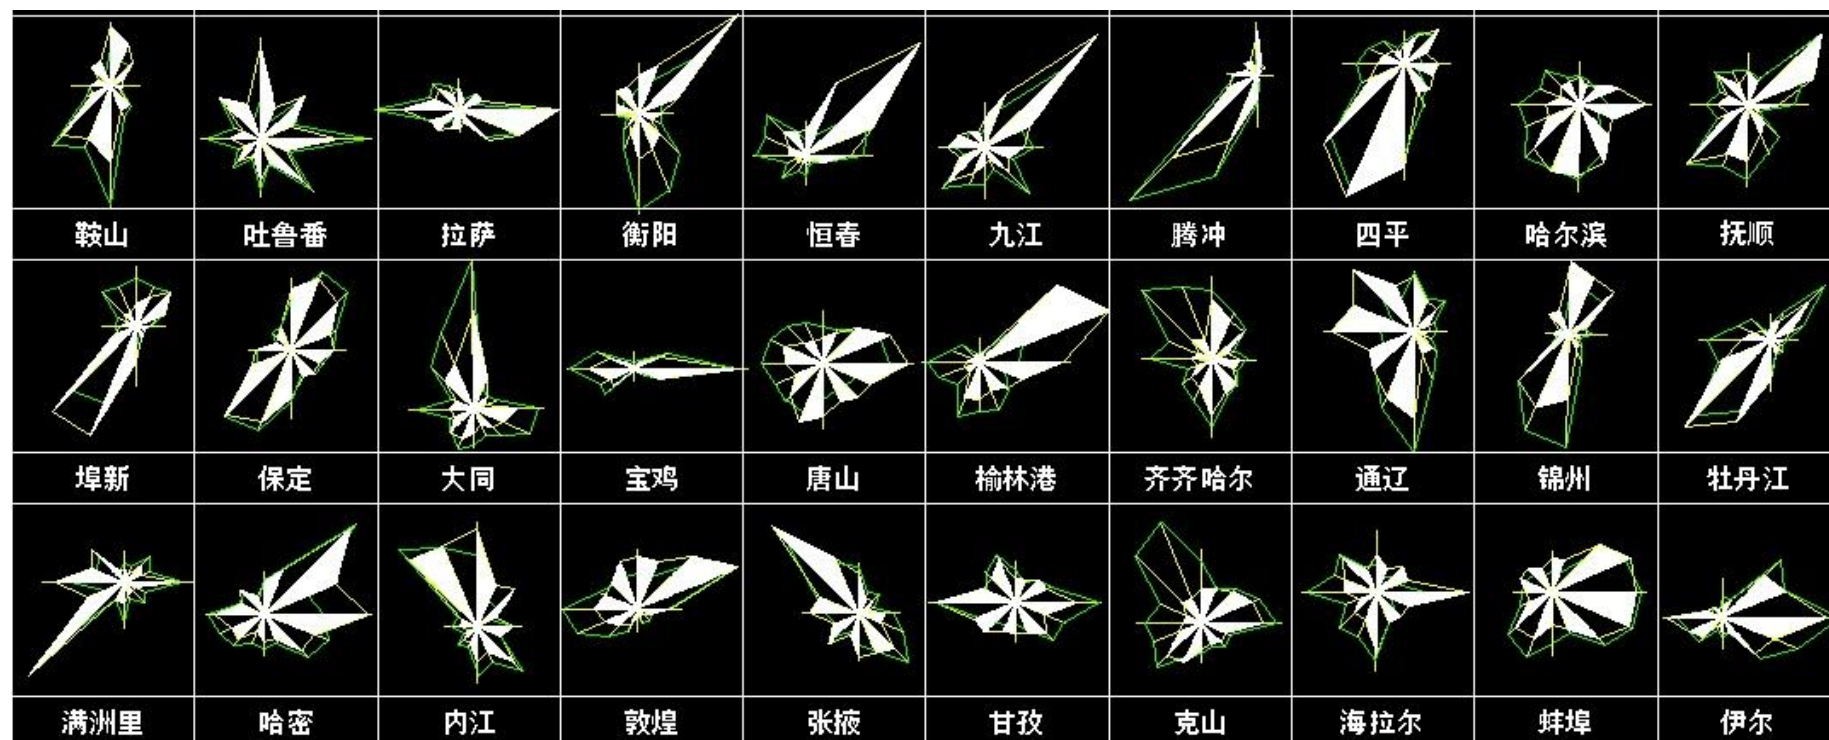 鞍山 吐鲁番 拉萨 衡阳 恒春 九江 腾冲 四平 哈尔滨 抚顺
埠新 保定 大同 宝鸡 唐山 榆林港 齐齐哈尔 通辽 锦州 牡丹江
满洲里 哈密 内江 敦煌 张掖 甘孜 克山 海拉尔 蚌埠 伊尔